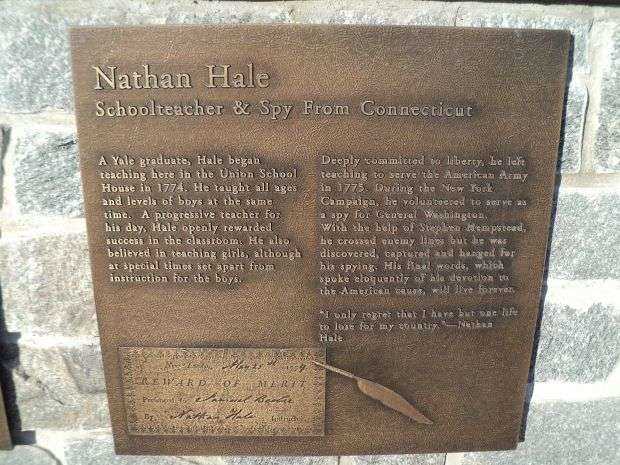 Nathan Hale
Schoolteacher & Spy From Connecticut
A Yale graduate, Hale began
teaching here in the Union School
House in 1774. He taught all ages
and levels of boys at the same
time. A progressive teacher for
his day, Hale openly rewarded
success in the classroom. He also
believed in teaching girls, although
at special times set apart from
instruction for the boys.
Deeply committed to liberty, he left
teaching to serve the American Army
in 1775. During the New York
Campaign, he volunteered to serve as
a spy for General Washington.
With the help of Stephen Hempstead,
he crossed enemy lines but he was
discovered, captured and hanged for
his spying. His final words, which
spoke eloquently of his devotion to
the American cause, will live forever.
"I only regret that I have but one life
to lose for my country."—Nathan
Hale
New London,
REWARD OF MERIT
Presented to Samuel
By Nathan Hale Instructor